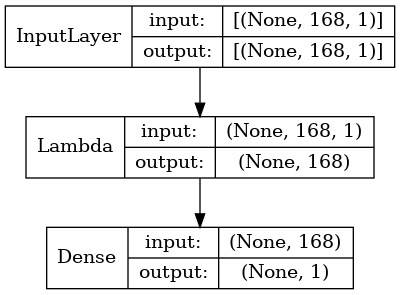 InputLayer
input: [(None, 168, 1)]
output: [(None, 168, 1)]
Lambda
input: (None, 168, 1)
output: (None, 168)
Dense
input: (None, 168)
output: (None, 1)